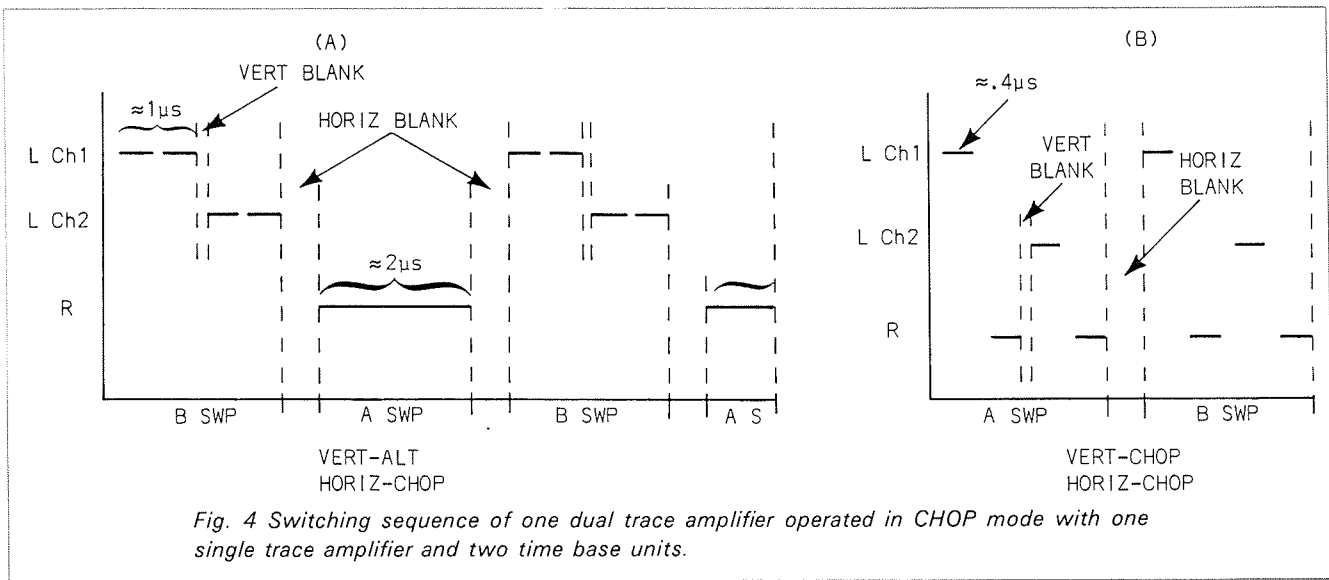 (A)
VERT BLANK
≈1µs
HORIZ BLANK
L Ch1
L Ch2
≈2µs
R
B SWP
A SWP
B SWP
A S
VERT-ALT
HORIZ-CHOP
(B)
≈.4µs
L Ch1
VERT
BLANK
HORIZ
BLANK
L Ch2
R
A SWP
B SWP
VERT-CHOP
HORIZ-CHOP
Fig. 4 Switching sequence of one dual trace amplifier operated in CHOP mode with one
single trace amplifier and two time base units.